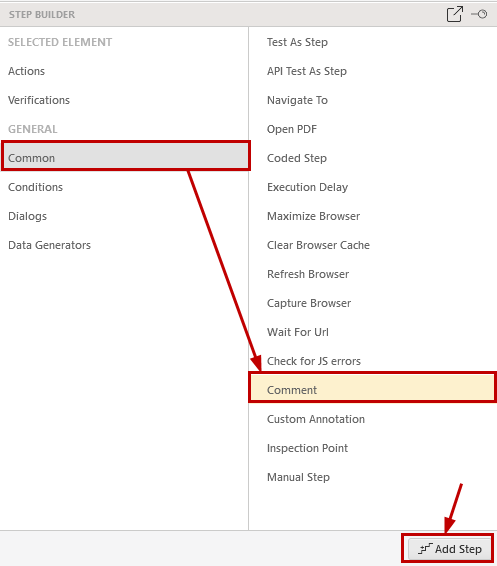 STEP BUILDER
SELECTED ELEMENT
Actions
Verifications
GENERAL
Common
Conditions
Dialogs
Data Generators
Test As Step
API Test As Step
Navigate To
Open PDF
Coded Step
Execution Delay
Maximize Browser
Clear Browser Cache
Refresh Browser
Capture Browser
Wait For Url
Check for JS errors
Comment
Custom Annotation
Inspection Point
Manual Step
Add Step